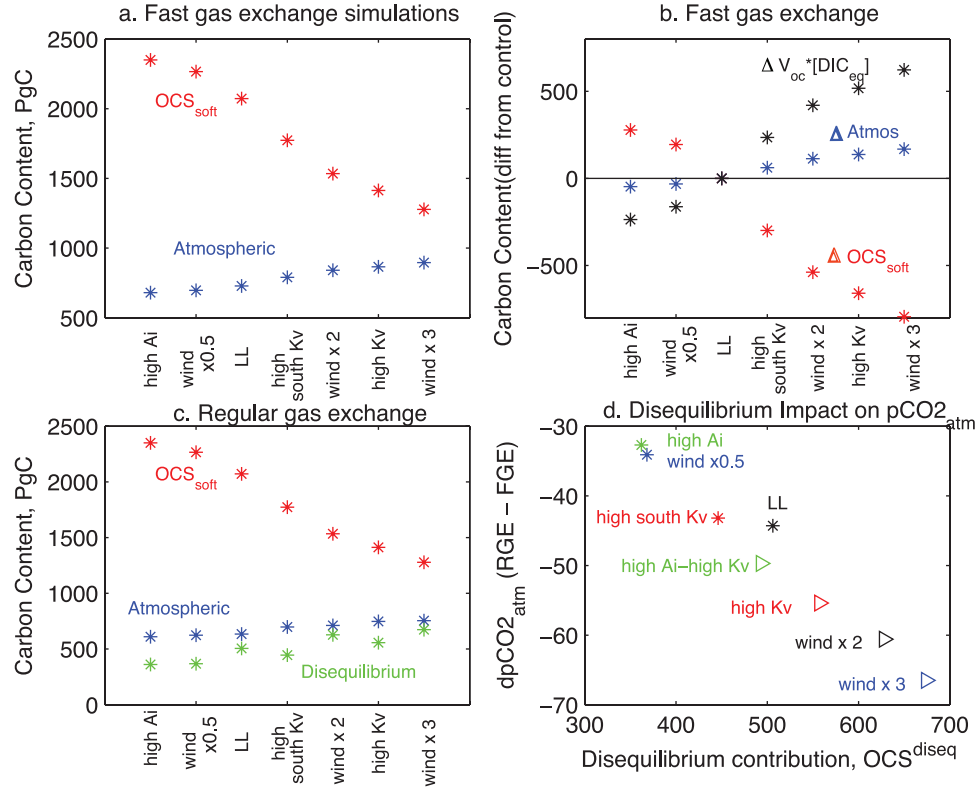 a. Fast gas exchange simulations
Carbon Content, PgC
2500
2000
1500
1000
500
OCS_soft
Atmospheric
high Ai
wind x0.5
LL
high south Kv
wind x 2
high Kv
wind x 3
b. Fast gas exchange
Carbon Content(diff from control)
500
0
−500
Δ V_oc*[DIC_eq]
Δ Atmos
Δ OCS_soft
high Ai
wind x0.5
LL
high south Kv
wind x 2
high Kv
wind x 3
c. Regular gas exchange
Carbon Content, PgC
2500
2000
1500
1000
500
0
OCS_soft
Atmospheric
Disequilibrium
high Ai
wind x0.5
LL
high south Kv
wind x 2
high Kv
wind x 3
d. Disequilibrium Impact on pCO2_atm
dpCO2_atm (RGE − FGE)
−30
−40
−50
−60
−70
high Ai
wind x0.5
LL
high south Kv
high Ai−high Kv
high Kv
wind x 2
wind x 3
300
400
500
600
700
Disequilibrium contribution, OCS^diseq